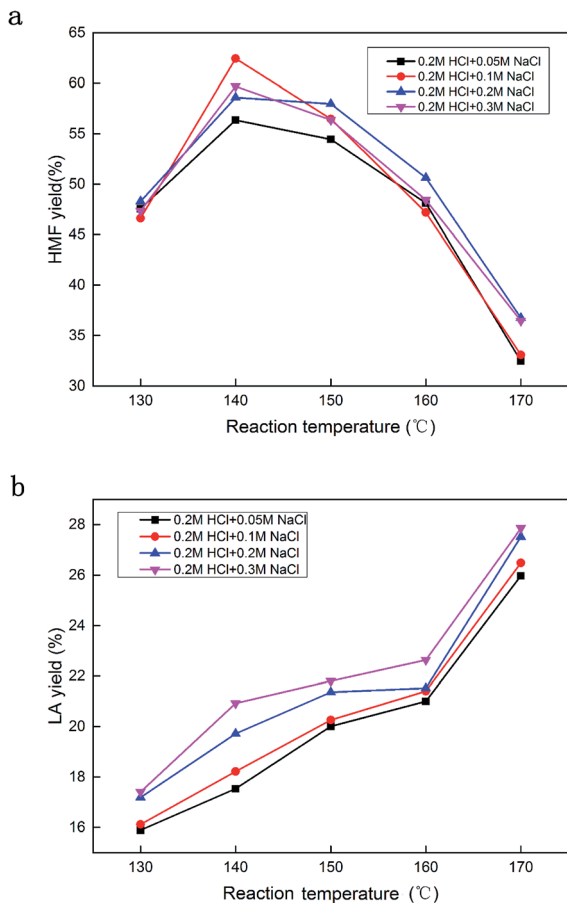 a
65
60
55
50
45
40
35
30
HMF yield(%)
0.2M HCl+0.05M NaCl
0.2M HCl+0.1M NaCl
0.2M HCl+0.2M NaCl
0.2M HCl+0.3M NaCl
130 140 150 160 170
Reaction temperature (℃)
b
28
26
24
22
20
18
16
LA yield (%)
0.2M HCl+0.05M NaCl
0.2M HCl+0.1M NaCl
0.2M HCl+0.2M NaCl
0.2M HCl+0.3M NaCl
130 140 150 160 170
Reaction temperature (℃)